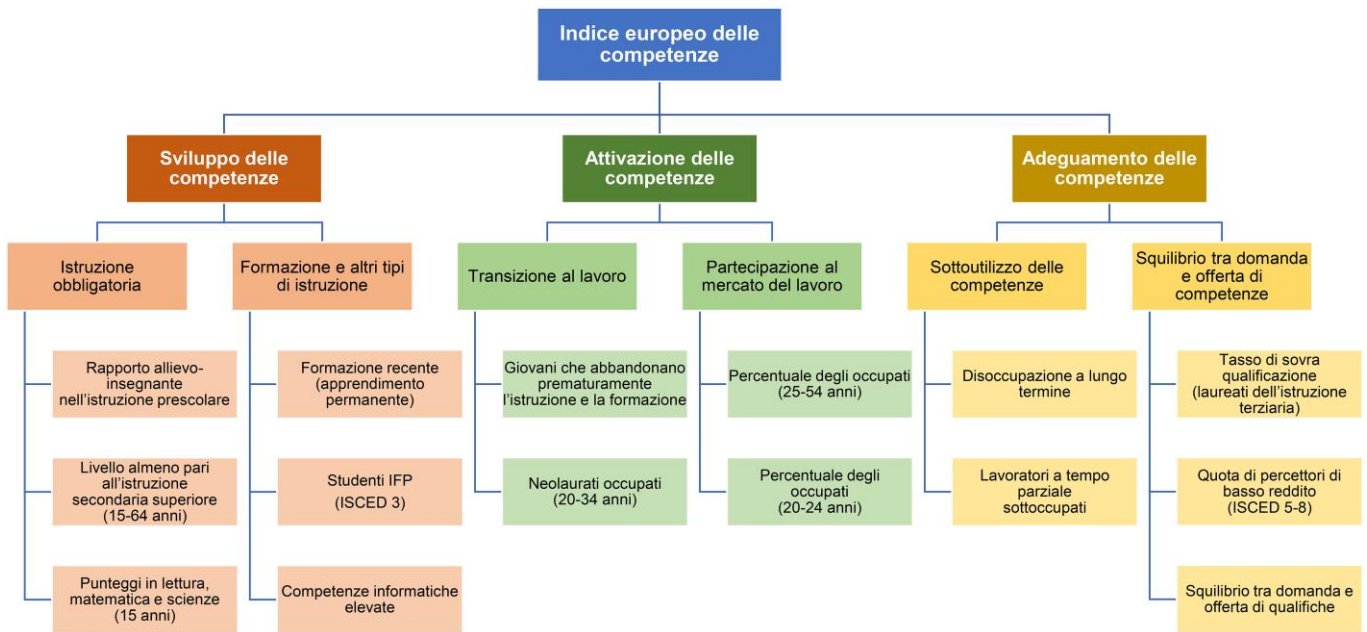 Indice europeo delle
competenze
Sviluppo delle
competenze
Attivazione delle
competenze
Adeguamento delle
competenze
Istruzione
obbligatoria
Formazione e altri tipi
di istruzione
Transizione al lavoro
Partecipazione al
mercato del lavoro
Sottoutilizzo delle
competenze
Squilibrio tra domanda
e offerta di
competenze
Rapporto allievo-
insegnante
nell'istruzione prescolare
Formazione recente
(apprendimento
permanente)
Giovani che abbandonano
prematuramente
l'istruzione e la formazione
Percentuale degli occupati
(25-54 anni)
Disoccupazione a lungo
termine
Tasso di sovra
qualificazione
(laureati dell'istruzione
terziaria)
Livello almeno pari
all'istruzione
secondaria superiore
(15-64 anni)
Studenti IFP
(ISCED 3)
Neolaurati occupati
(20-34 anni)
Percentuale degli
occupati
(20-24 anni)
Lavoratori a tempo
parziale
sottoccupati
Quota di percettori di
basso reddito
(ISCED 5-8)
Punteggi in lettura,
matematica e scienze
(15 anni)
Competenze informatiche
elevate
Squilibrio tra domanda e
offerta di qualifiche